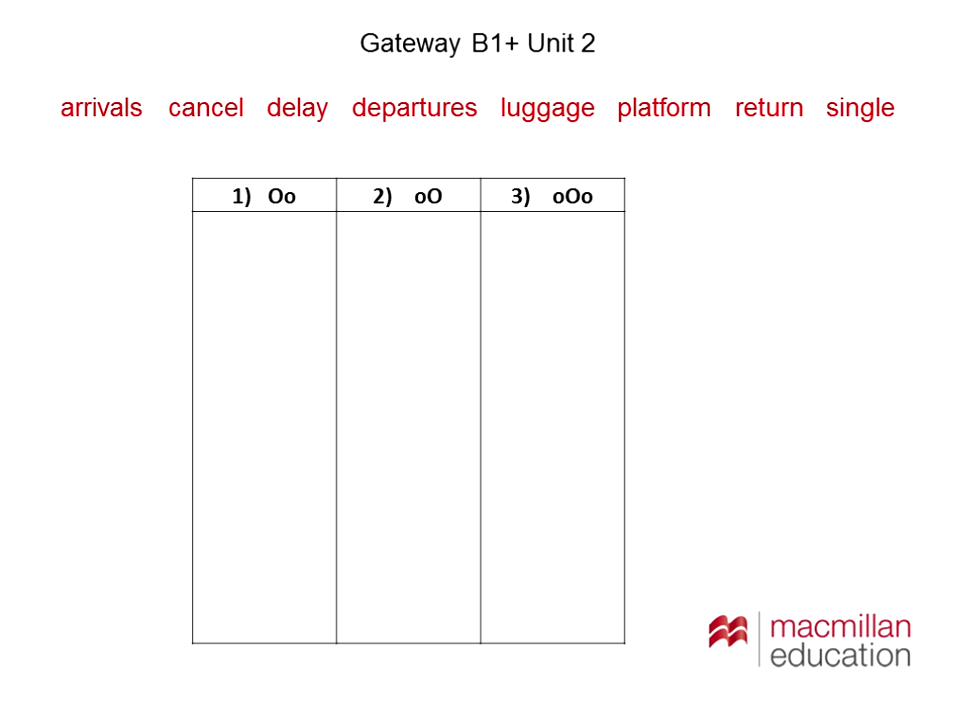 Gateway B1+ Unit 2
arrivals cancel delay departures luggage platform return single
1) Oo 2) oO 3) oOo
macmillan
education